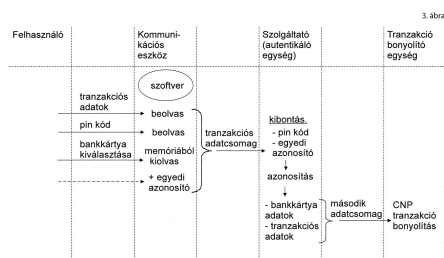 3. ábra
Felhasználó
Kommuni-
kációs
eszköz
Szolgáltató
(autentikáló
egység)
Tranzakció
bonyolító
egység
szoftver
tranzakciós
adatok
beolvas
pin kód
beolvas
bankkártya
kiválasztása
memóriából
kiolvas
+ egyedi
azonosító
tranzakciós
adatcsomag
kibontás.
- pin kód
- egyedi
azonosító
azonosítás
- bankkártya
adatok
- tranzakciós
adatok
második
adatcsomag
CNP
tranzakció
bonyolítás